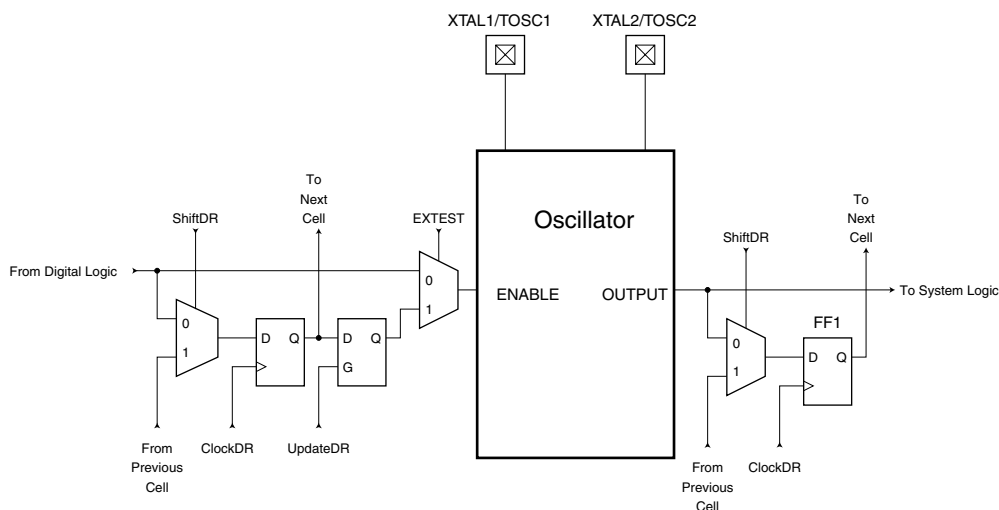 XTAL1/TOSC1
XTAL2/TOSC2
To
Next
Cell
ShiftDR
EXTEST
From Digital Logic
0
1
D Q
D Q
G
0
1
From
Previous
Cell
ClockDR
UpdateDR
Oscillator
ENABLE
OUTPUT
To
Next
Cell
ShiftDR
To System Logic
FF1
0
1
D Q
From
Previous
Cell
ClockDR